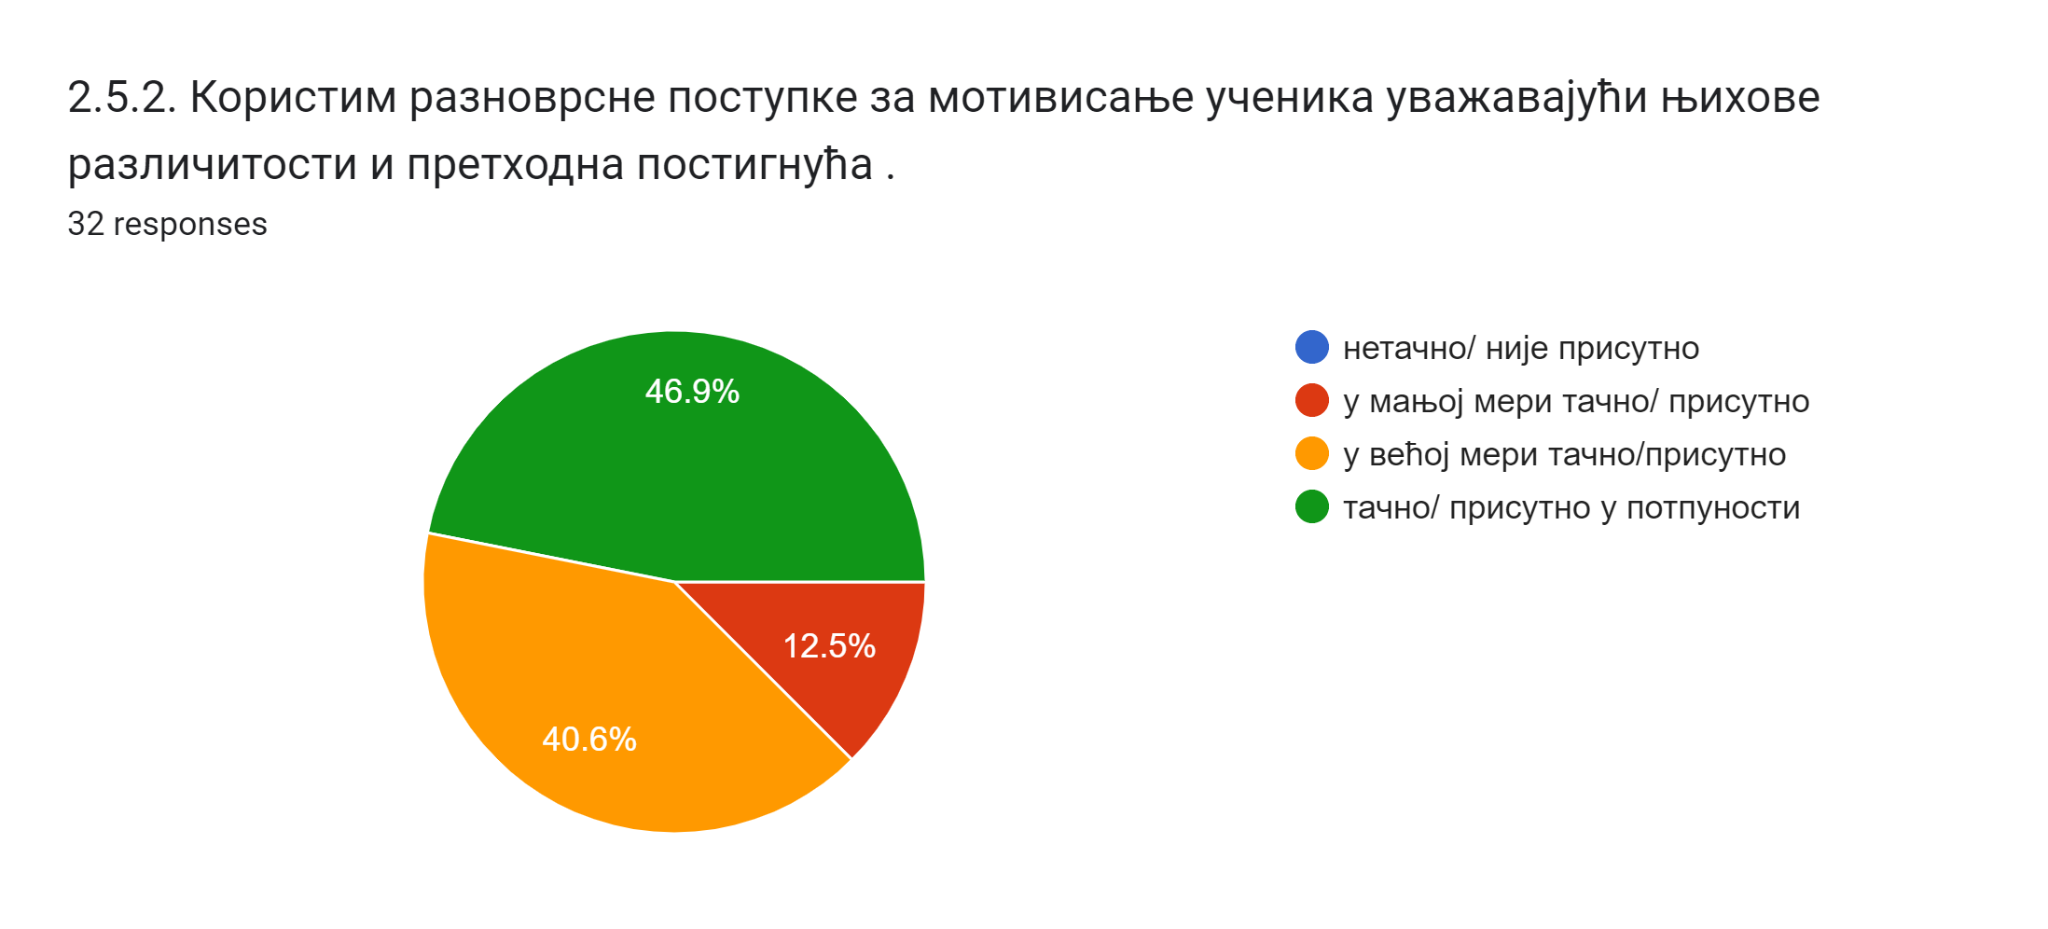 2.5.2. Користим разноврсне поступке за мотивисање ученика уважавајући њихове
различитости и претходна постигнућа .
32 responses
46.9%
12.5%
40.6%
нетачно/ није присутно
у мањој мери тачно/ присутно
у већој мери тачно/присутно
тачно/ присутно у потпуности